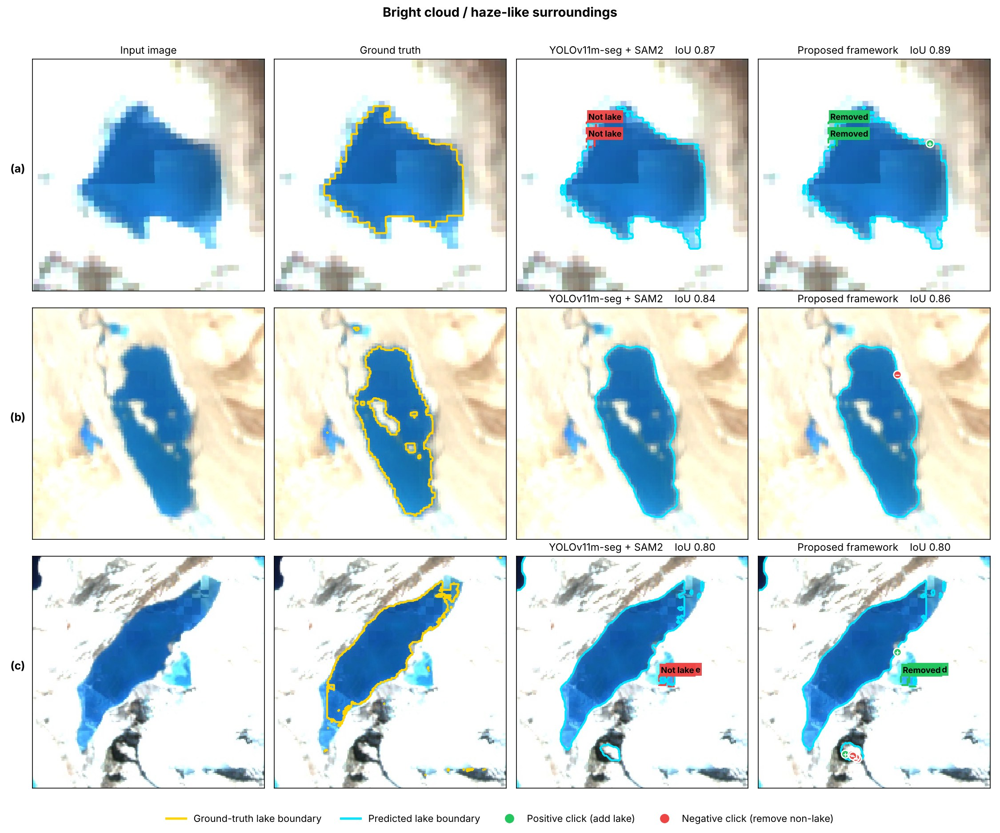 Bright cloud / haze-like surroundings
Input image
Ground truth
YOLOv11m-seg + SAM2 IoU 0.87
Proposed framework IoU 0.89
(a)
Not lake
Not lake
Removed
Removed
YOLOv11m-seg + SAM2 IoU 0.84
Proposed framework IoU 0.86
(b)
YOLOv11m-seg + SAM2 IoU 0.80
Proposed framework IoU 0.80
(c)
Not lake e
Removed d
Ground-truth lake boundary
Predicted lake boundary
Positive click (add lake)
Negative click (remove non-lake)